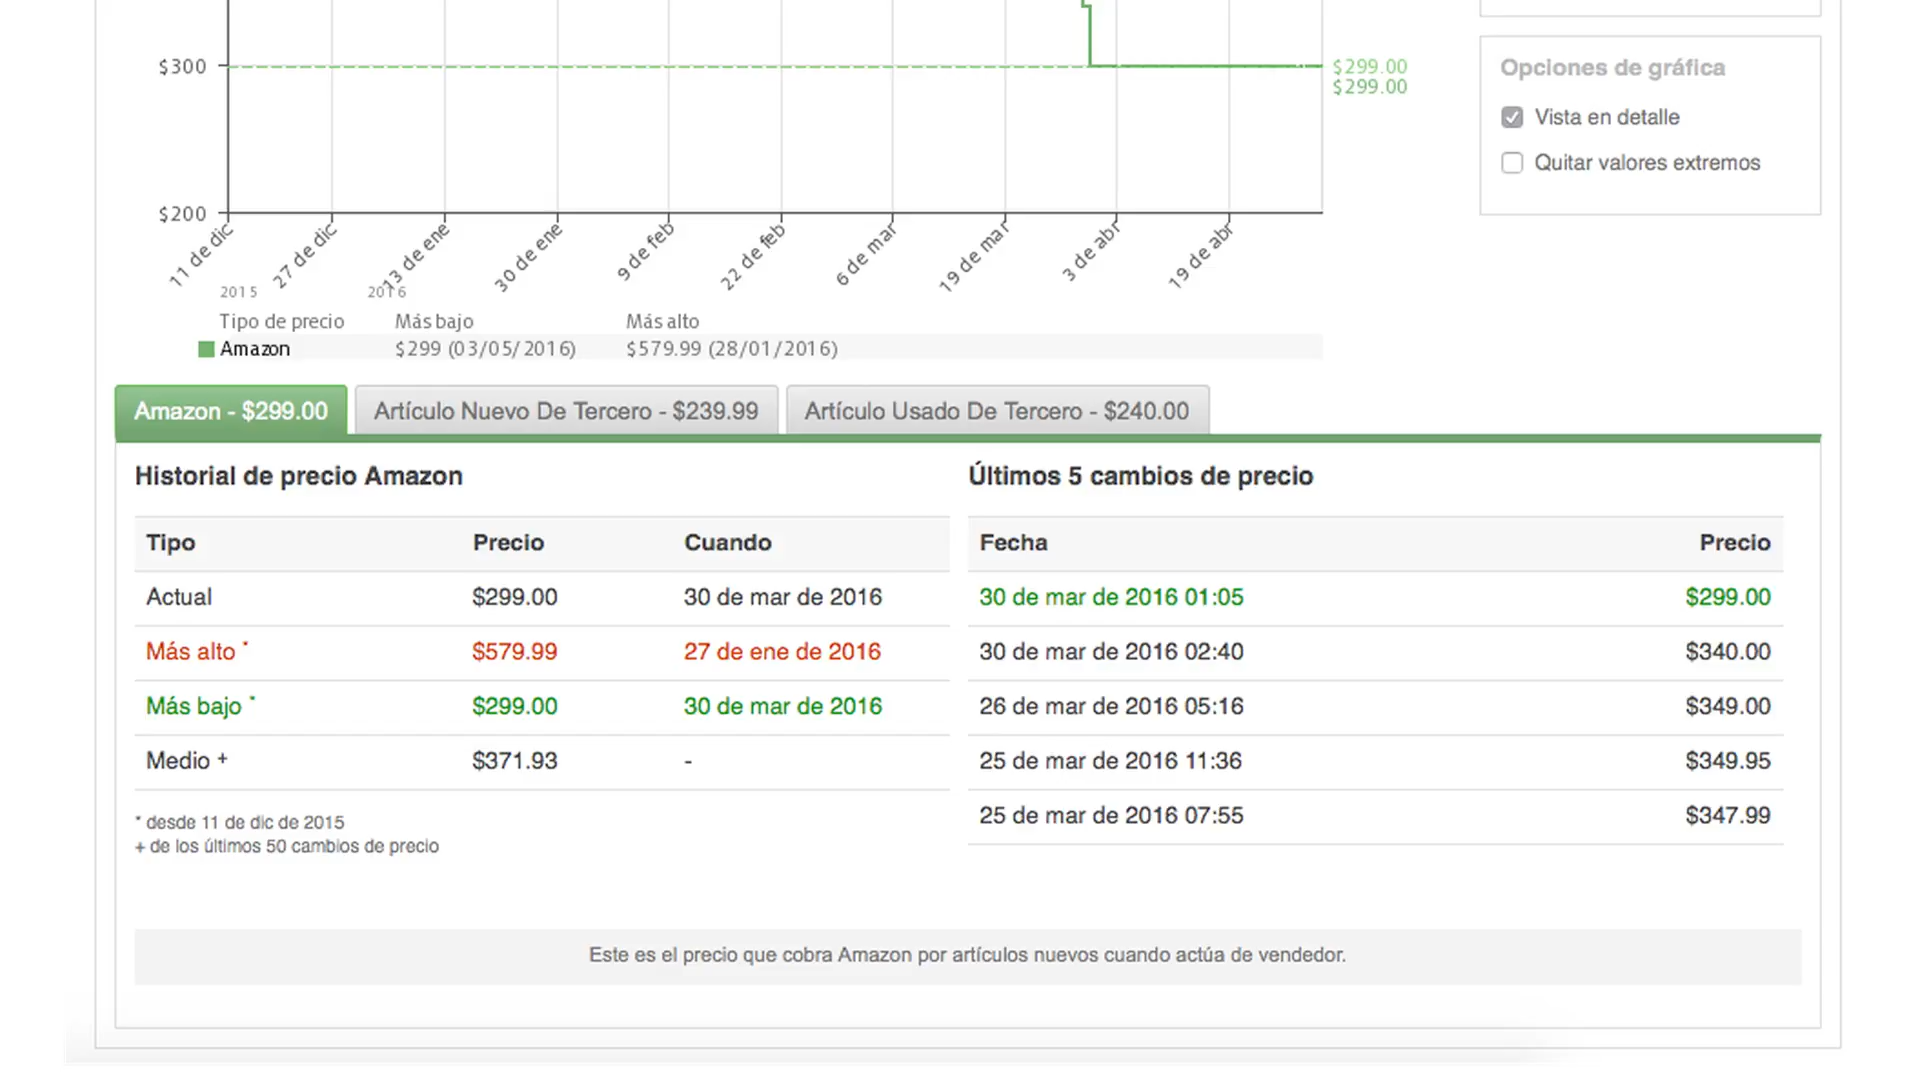 $300
$299.00
$299.00
$200
11 de dic
27 de dic
13 de ene
30 de ene
9 de feb
22 de feb
6 de mar
19 de mar
3 de abr
19 de abr
2015
2016
Tipo de precio Más bajo Más alto
Amazon $299 (03/05/2016) $579.99 (28/01/2016)
Opciones de gráfica
Vista en detalle
Quitar valores extremos
Amazon - $299.00
Artículo Nuevo De Tercero - $239.99
Artículo Usado De Tercero - $240.00
Historial de precio Amazon
Tipo Precio Cuando
Actual $299.00 30 de mar de 2016
Más alto * $579.99 27 de ene de 2016
Más bajo * $299.00 30 de mar de 2016
Medio + $371.93 -
* desde 11 de dic de 2015
+ de los últimos 50 cambios de precio
Últimos 5 cambios de precio
Fecha Precio
30 de mar de 2016 01:05 $299.00
30 de mar de 2016 02:40 $340.00
26 de mar de 2016 05:16 $349.00
25 de mar de 2016 11:36 $349.95
25 de mar de 2016 07:55 $347.99
Este es el precio que cobra Amazon por artículos nuevos cuando actúa de vendedor.